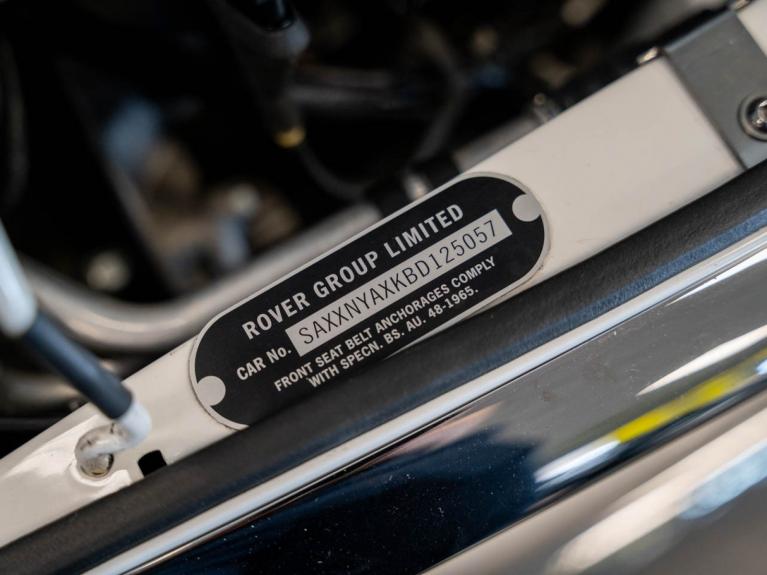 ROVER GROUP LIMITED
CAR No. SAXXNYAXKBD125057
FRONT SEAT BELT ANCHORAGES COMPLY
WITH SPECN. BS. AU. 48-1965.